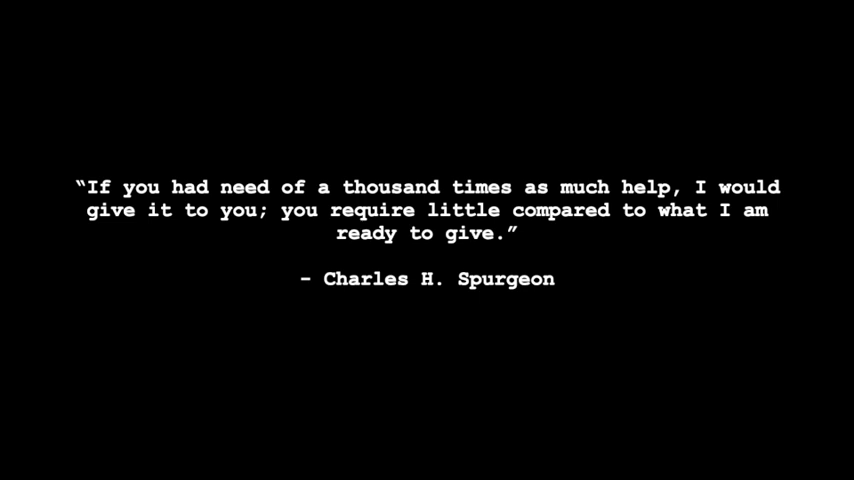 “If you had need of a thousand times as much help, I would
give it to you; you require little compared to what I am
ready to give.”
– Charles H. Spurgeon